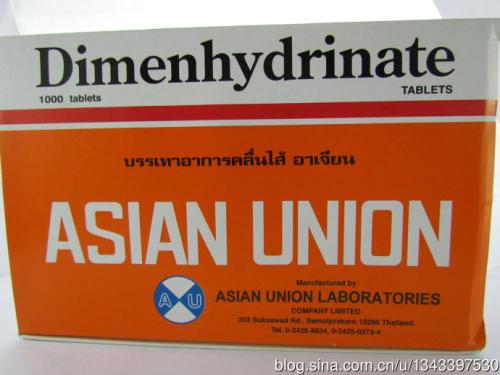 Dimenhydrinate
1000 tablets
TABLETS
บรรเทาอาการคลื่นไส้ อาเจียน
ASIAN UNION
A U
Manufactured by
ASIAN UNION LABORATORIES
COMPANY LIMITED
203 Suksawad Rd., Samutprakarn 10290 Thailand.
Tel. 0-2425-8634, 0-2425-0373-4
blog.sina.com.cn/u/1343397530